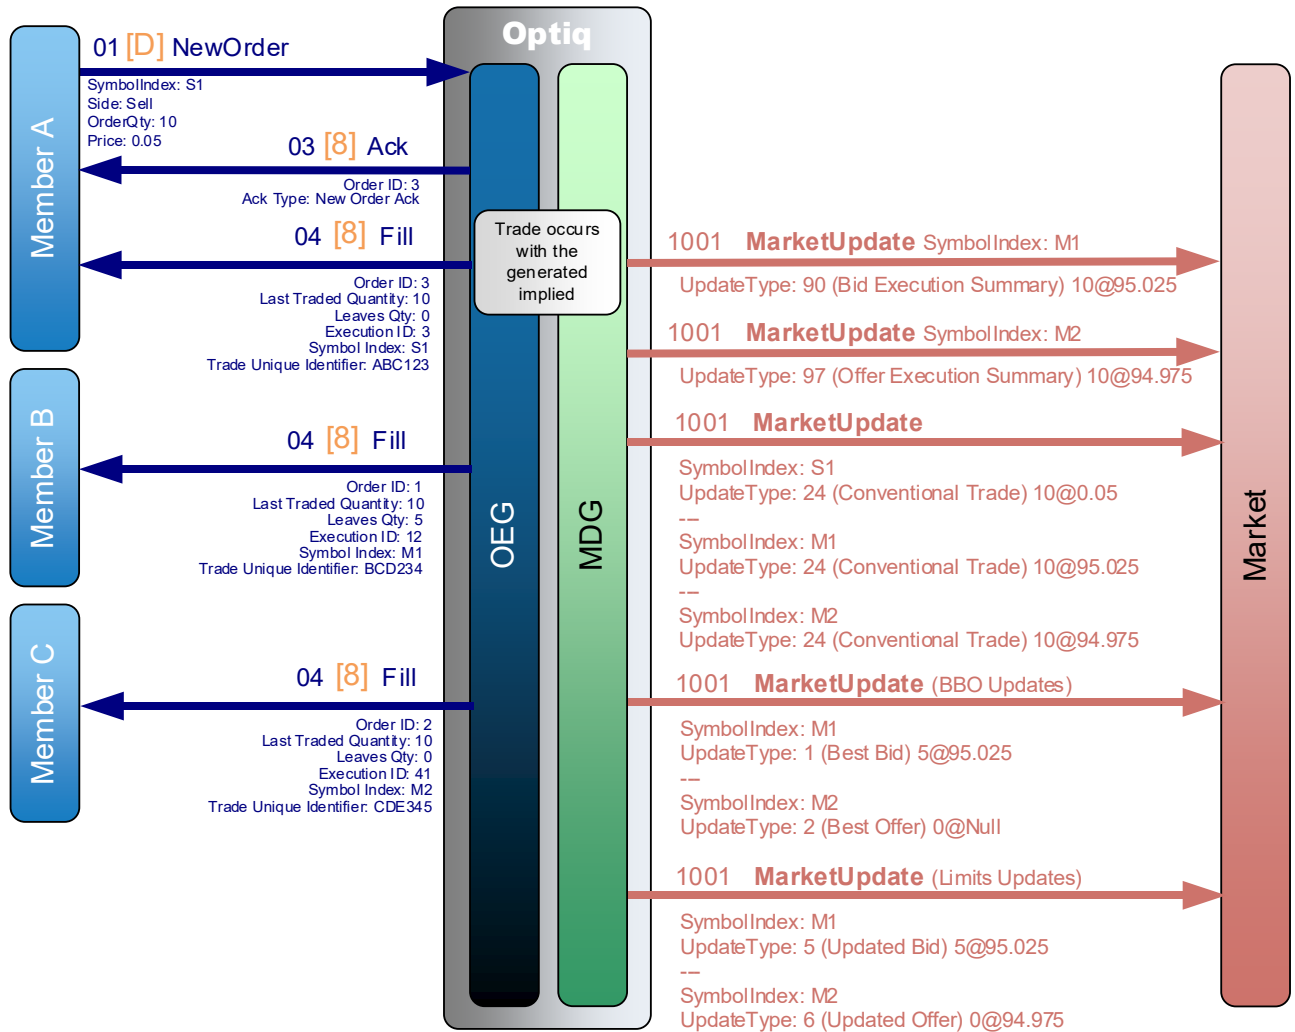 Optiq
Member A
01 [D] NewOrder
SymbolIndex: S1
Side: Sell
OrderQty: 10
Price: 0.05
03 [8] Ack
Order ID: 3
Ack Type: New Order Ack
04 [8] Fill
Order ID: 3
Last Traded Quantity: 10
Leaves Qty: 0
Execution ID: 3
Symbol Index: S1
Trade Unique Identifier: ABC123
Member B
04 [8] Fill
Order ID: 1
Last Traded Quantity: 10
Leaves Qty: 5
Execution ID: 12
Symbol Index: M1
Trade Unique Identifier: BCD234
Member C
04 [8] Fill
Order ID: 2
Last Traded Quantity: 10
Leaves Qty: 0
Execution ID: 41
Symbol Index: M2
Trade Unique Identifier: CDE345
Trade occurs
with the
generated
implied
OEG
MDG
1001 MarketUpdate SymbolIndex: M1
UpdateType: 90 (Bid Execution Summary) 10@95.025
1001 MarketUpdate SymbolIndex: M2
UpdateType: 97 (Offer Execution Summary) 10@94.975
1001 MarketUpdate
SymbolIndex: S1
UpdateType: 24 (Conventional Trade) 10@0.05
---
SymbolIndex: M1
UpdateType: 24 (Conventional Trade) 10@95.025
---
SymbolIndex: M2
UpdateType: 24 (Conventional Trade) 10@94.975
1001 MarketUpdate (BBO Updates)
SymbolIndex: M1
UpdateType: 1 (Best Bid) 5@95.025
---
SymbolIndex: M2
UpdateType: 2 (Best Offer) 0@Null
1001 MarketUpdate (Limits Updates)
SymbolIndex: M1
UpdateType: 5 (Updated Bid) 5@95.025
---
SymbolIndex: M2
UpdateType: 6 (Updated Offer) 0@94.975
Market